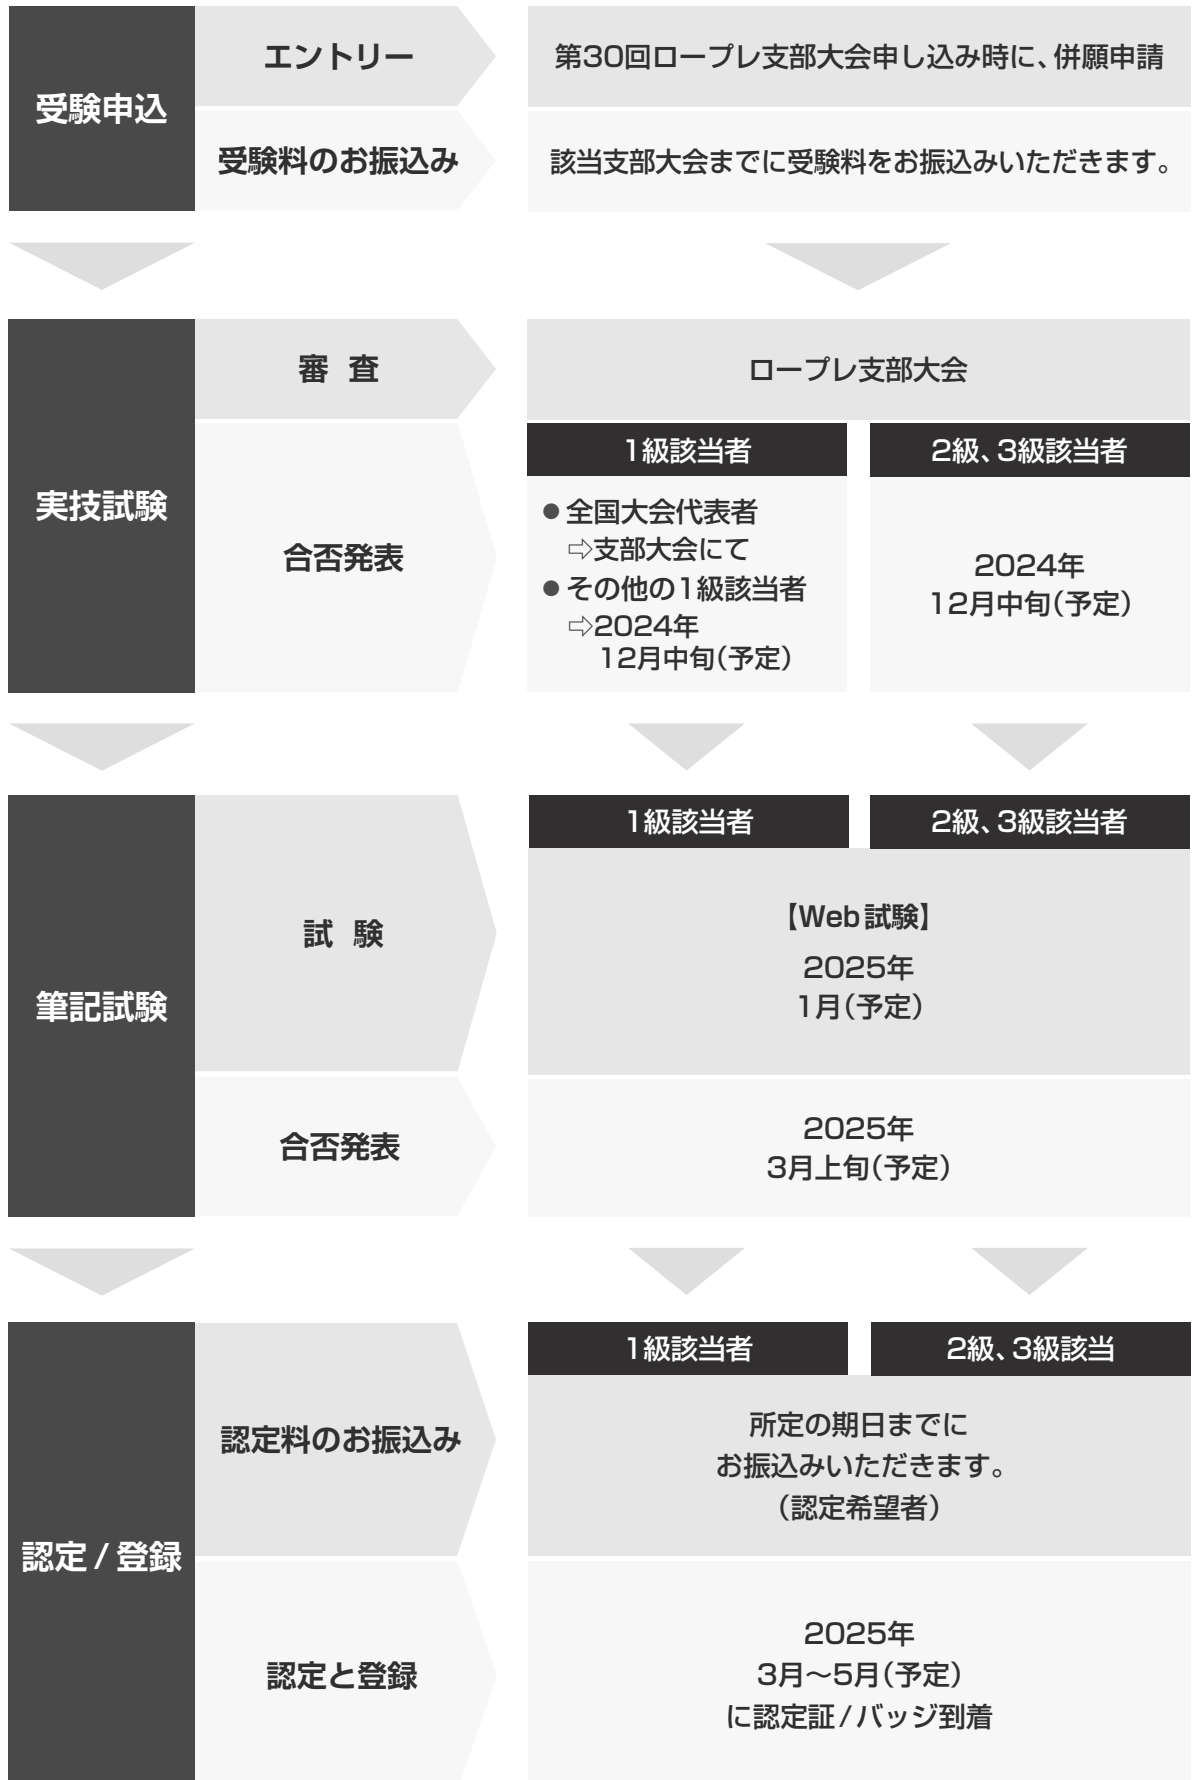 受験申込
エントリー
第30回ロープレ支部大会申し込み時に、併願申請
受験料のお振込み
該当支部大会までに受験料をお振込みいただきます。
実技試験
審 査
ロープレ支部大会
合否発表
1級該当者
●全国大会代表者
⇨支部大会にて
●その他の1級該当者
⇨2024年
12月中旬(予定)
2級、3級該当者
2024年
12月中旬(予定)
筆記試験
試 験
1級該当者
2級、3級該当者
【Web試験】
2025年
1月(予定)
合否発表
2025年
3月上旬(予定)
認定/登録
認定料のお振込み
1級該当者
2級、3級該当
所定の期日までに
お振込みいただきます。
(認定希望者)
認定と登録
2025年
3月～5月(予定)
に認定証/バッジ到着